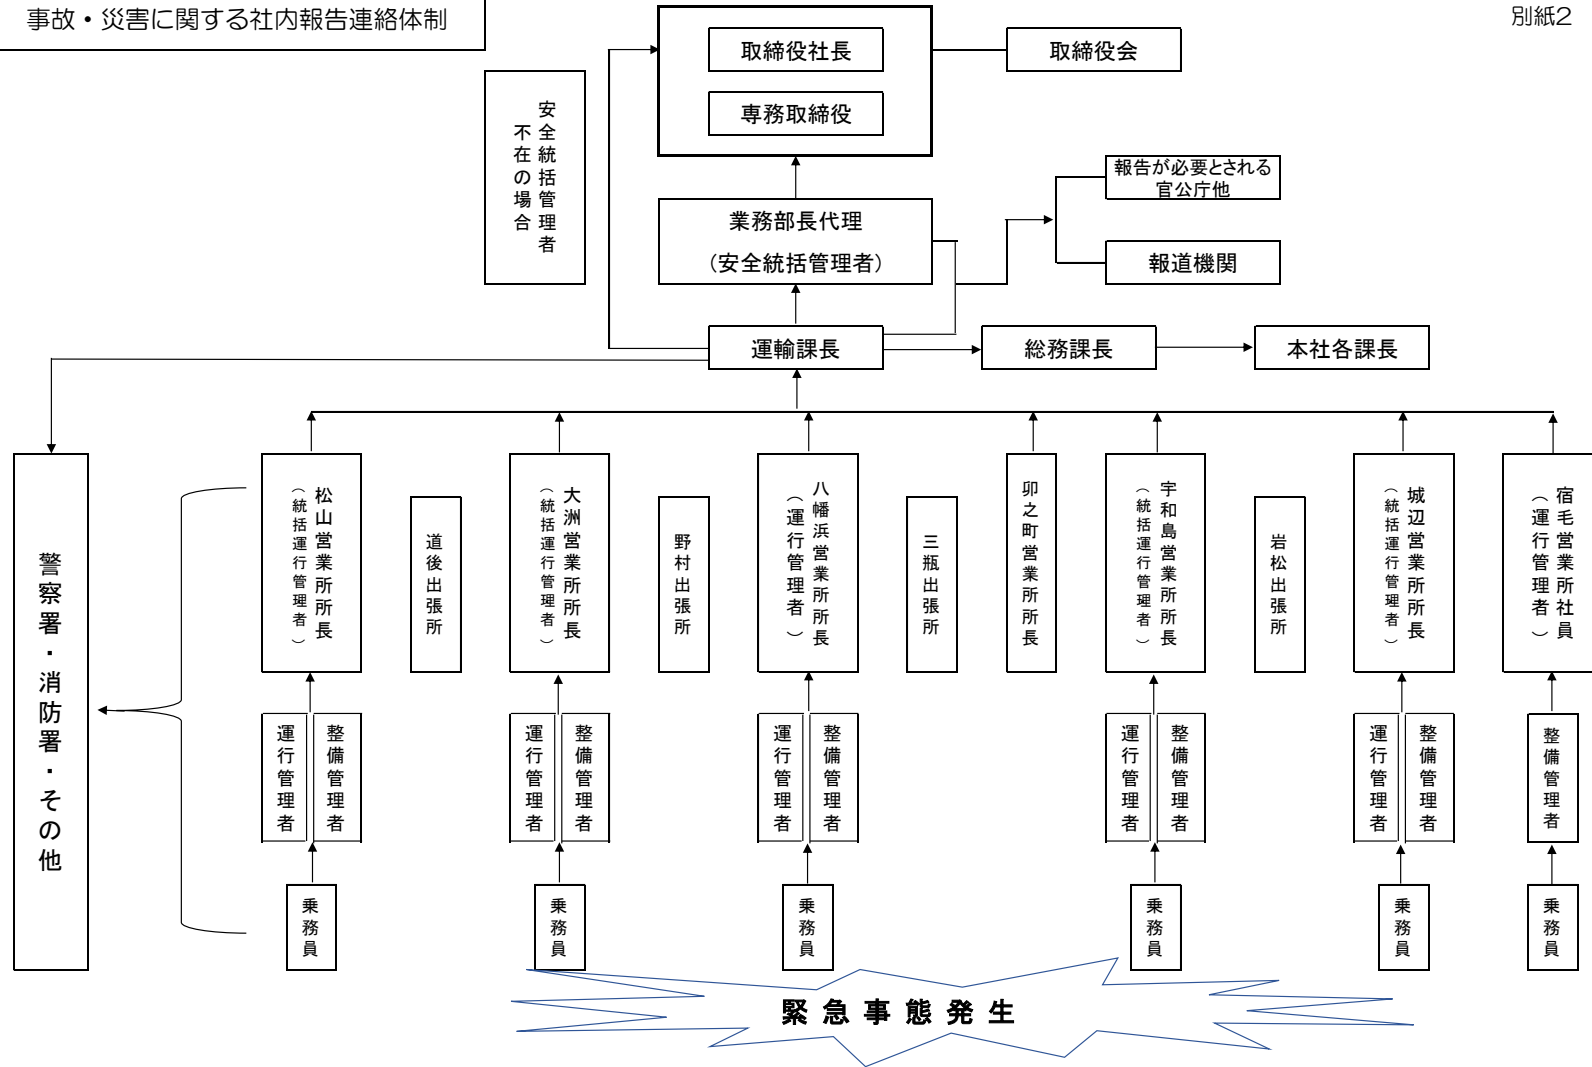 事故・災害に関する社内報告連絡体制
別紙2
取締役社長
取締役会
専務取締役
安全統括管理者
不在の場合
報告が必要とされる
官公庁他
業務部長代理
（安全統括管理者）
報道機関
運輸課長
総務課長
本社各課長
警察署・消防署・その他
松山営業所所長
（統括運行管理者）
道後出張所
大洲営業所所長
（統括運行管理者）
野村出張所
八幡浜営業所所長
（運行管理者）
三瓶出張所
卯之町営業所所長
宇和島営業所所長
（統括運行管理者）
岩松出張所
城辺営業所所長
（統括運行管理者）
宿毛営業所社員
（運行管理者）
運行管理者
整備管理者
運行管理者
整備管理者
運行管理者
整備管理者
運行管理者
整備管理者
運行管理者
整備管理者
整備管理者
乗務員
乗務員
乗務員
乗務員
乗務員
乗務員
緊急事態発生